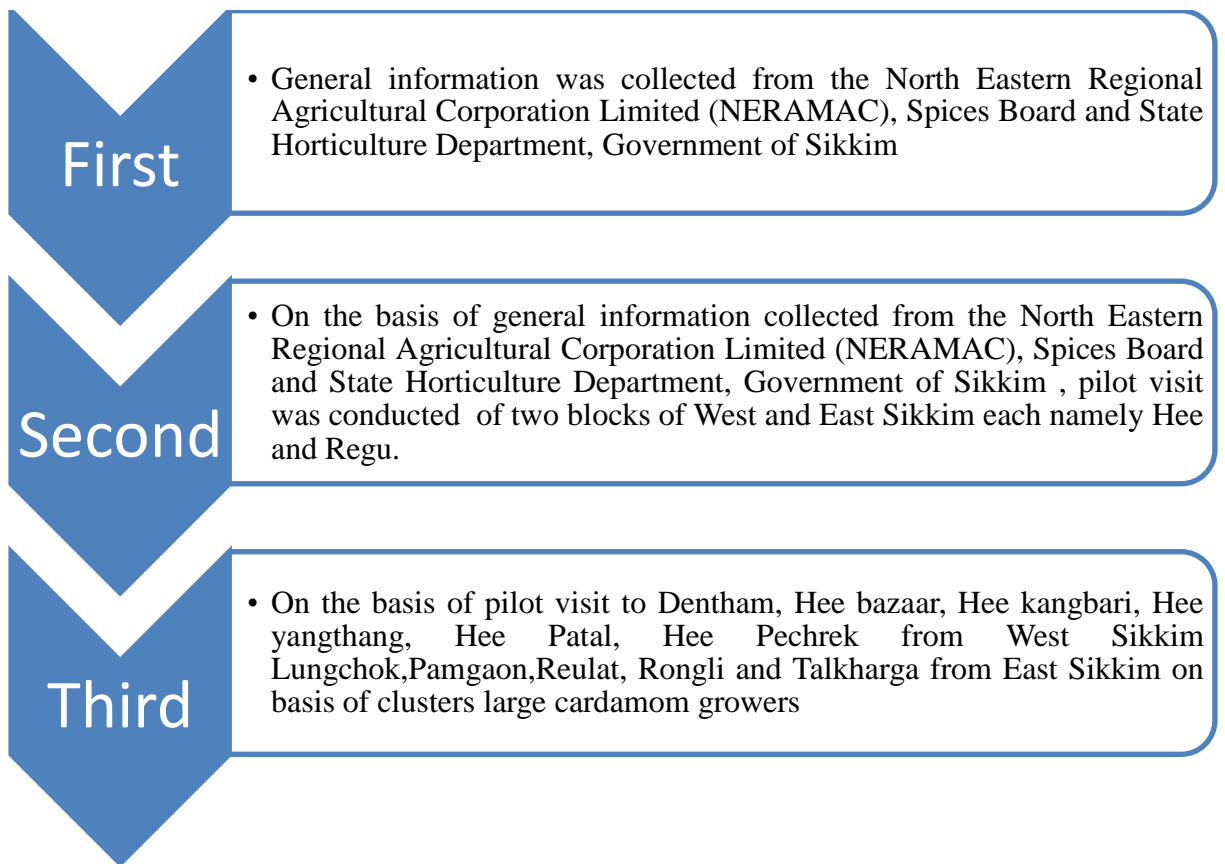 First
• General information was collected from the North Eastern Regional
Agricultural Corporation Limited (NERAMAC), Spices Board and State
Horticulture Department, Government of Sikkim
Second
• On the basis of general information collected from the North Eastern
Regional Agricultural Corporation Limited (NERAMAC), Spices Board
and State Horticulture Department, Government of Sikkim , pilot visit
was conducted of two blocks of West and East Sikkim each namely Hee
and Regu.
Third
• On the basis of pilot visit to Dentham, Hee bazaar, Hee kangbari, Hee
yangthang, Hee Patal, Hee Pechrek from West Sikkim
Lungchok,Pamgaon,Reulat, Rongli and Talkharga from East Sikkim on
basis of clusters large cardamom growers